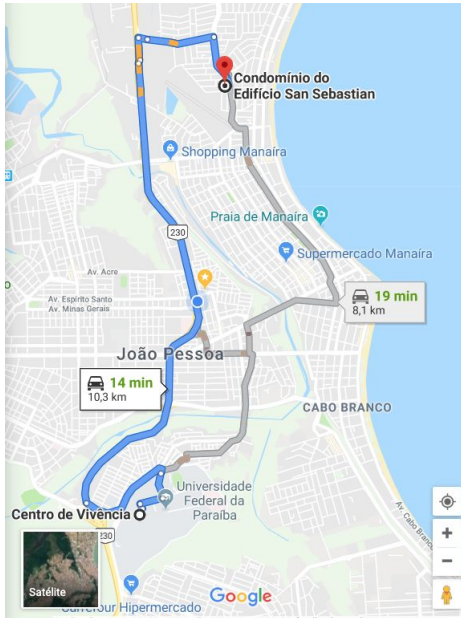 Condomínio do
Edifício San Sebastian
Shopping Manaíra
Praia de Manaíra
230
Supermercado Manaíra
Av. Acre
19 min
8,1 km
Av. Espírito Santo
Av. Minas Gerais
João Pessoa
14 min
10,3 km
CABO BRANCO
Universidade
Federal da
Paraíba
Centro de Vivência
230
Av. Cabo Branco
Satélite
Google
Carrefour Hipermercado